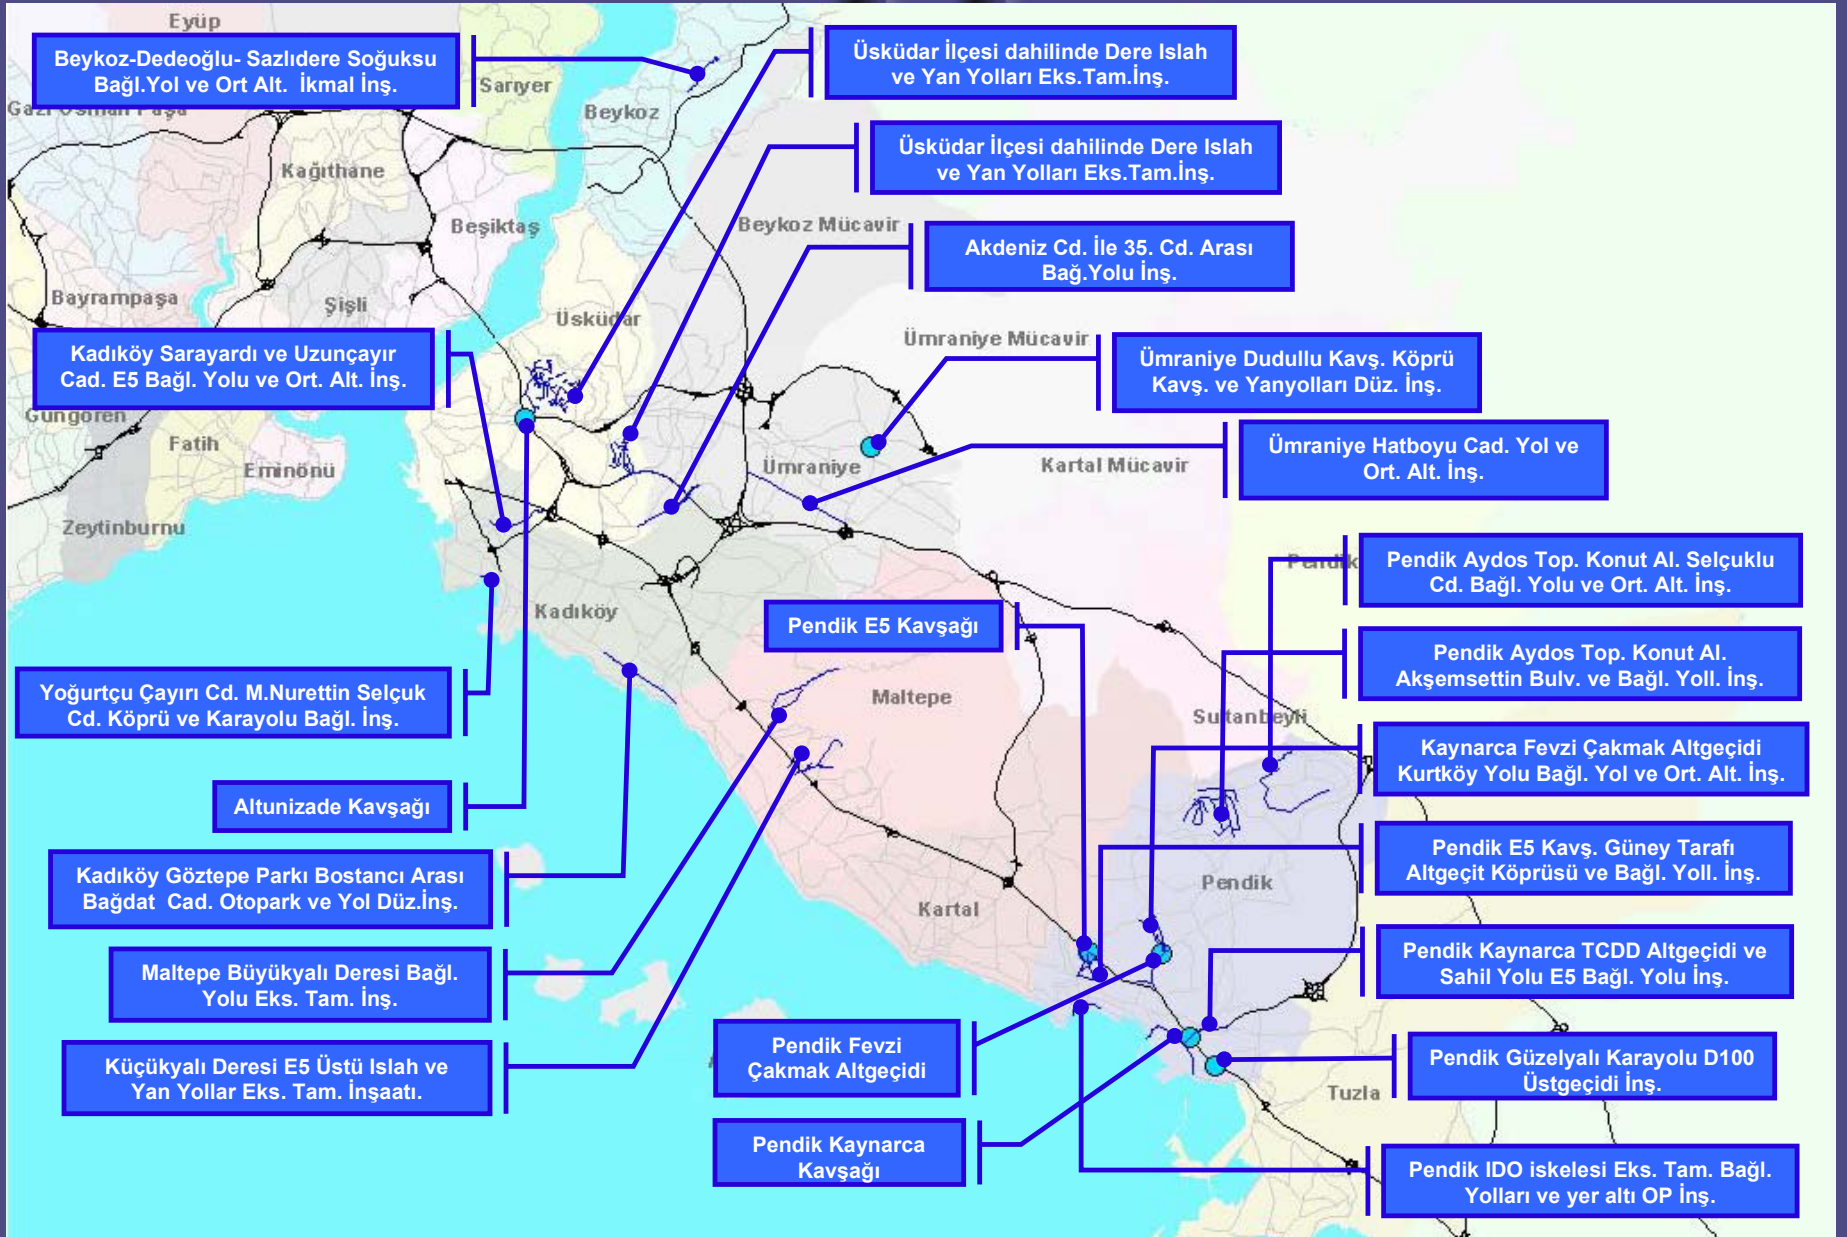 Eyüp
Beykoz-Dedeoğlu- Sazlıdere Soğuksu
Bağl.Yol ve Ort Alt. İkmal İnş.
Sarıyer
Beykoz
Üsküdar İlçesi dahilinde Dere Islah
ve Yan Yolları Eks.Tam.İnş.
Üsküdar İlçesi dahilinde Dere Islah
ve Yan Yolları Eks.Tam.İnş.
Kağıthane
Beşiktaş
Beykoz Mücavir
Akdeniz Cd. İle 35. Cd. Arası
Bağ.Yolu İnş.
Bayrampaşa
Şişli
Üsküdar
Ümraniye Mücavir
Kadıköy Sarayardı ve Uzunçayır
Cad. E5 Bağl. Yolu ve Ort. Alt. İnş.
Ümraniye Dudullu Kavş. Köprü
Kavş. ve Yanyolları Düz. İnş.
Güngören
Fatih
Eminönü
Ümraniye
Kartal Mücavir
Ümraniye Hatboyu Cad. Yol ve
Ort. Alt. İnş.
Zeytinburnu
Pendik
Pendik Aydos Top. Konut Al. Selçuklu
Cd. Bağl. Yolu ve Ort. Alt. İnş.
Kadıköy
Pendik E5 Kavşağı
Pendik Aydos Top. Konut Al.
Akşemsettin Bulv. ve Bağl. Yoll. İnş.
Yoğurtçu Çayırı Cd. M.Nurettin Selçuk
Cd. Köprü ve Karayolu Bağl. İnş.
Maltepe
Sultanbeyli
Kaynarca Fevzi Çakmak Altgeçidi
Kurtköy Yolu Bağl. Yol ve Ort. Alt. İnş.
Altunizade Kavşağı
Pendik E5 Kavş. Güney Tarafı
Altgeçit Köprüsü ve Bağl. Yoll. İnş.
Kadıköy Göztepe Parkı Bostancı Arası
Bağdat  Cad. Otopark ve Yol Düz.İnş.
Pendik
Kartal
Maltepe Büyükyalı Deresi Bağl.
Yolu Eks. Tam. İnş.
Pendik Kaynarca TCDD Altgeçidi ve
Sahil Yolu E5 Bağl. Yolu İnş.
Küçükyalı Deresi E5 Üstü Islah ve
Yan Yollar Eks. Tam. İnşaatı.
Pendik Fevzi
Çakmak Altgeçidi
Pendik Güzelyalı Karayolu D100
Üstgeçidi İnş.
Tuzla
Pendik Kaynarca
Kavşağı
Pendik IDO iskelesi Eks. Tam. Bağl.
Yolları ve yer altı OP İnş.